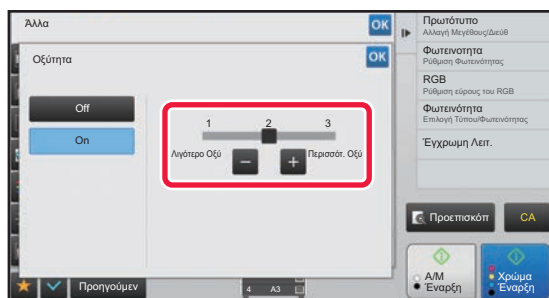 Άλλα
OK
Οξύτητα
OK
Off
On
1 2 3
Λιγότερο Οξύ
Περισσότ. Οξύ
Προηγούμεν
4 A3
Πρωτότυπο
Αλλαγή Μεγέθους/Διεύθ
Φωτεινοτητα
Ρύθμιση Φωτεινότητας
RGB
Ρύθμιση εύρους του RGB
Φωτεινότητα
Επιλογή Τύπου/Φωτεινότητας
Έγχρωμη Λειτ.
Προεπισκόπ
CA
Α/Μ
Έναρξη
Χρώμα
Έναρξη